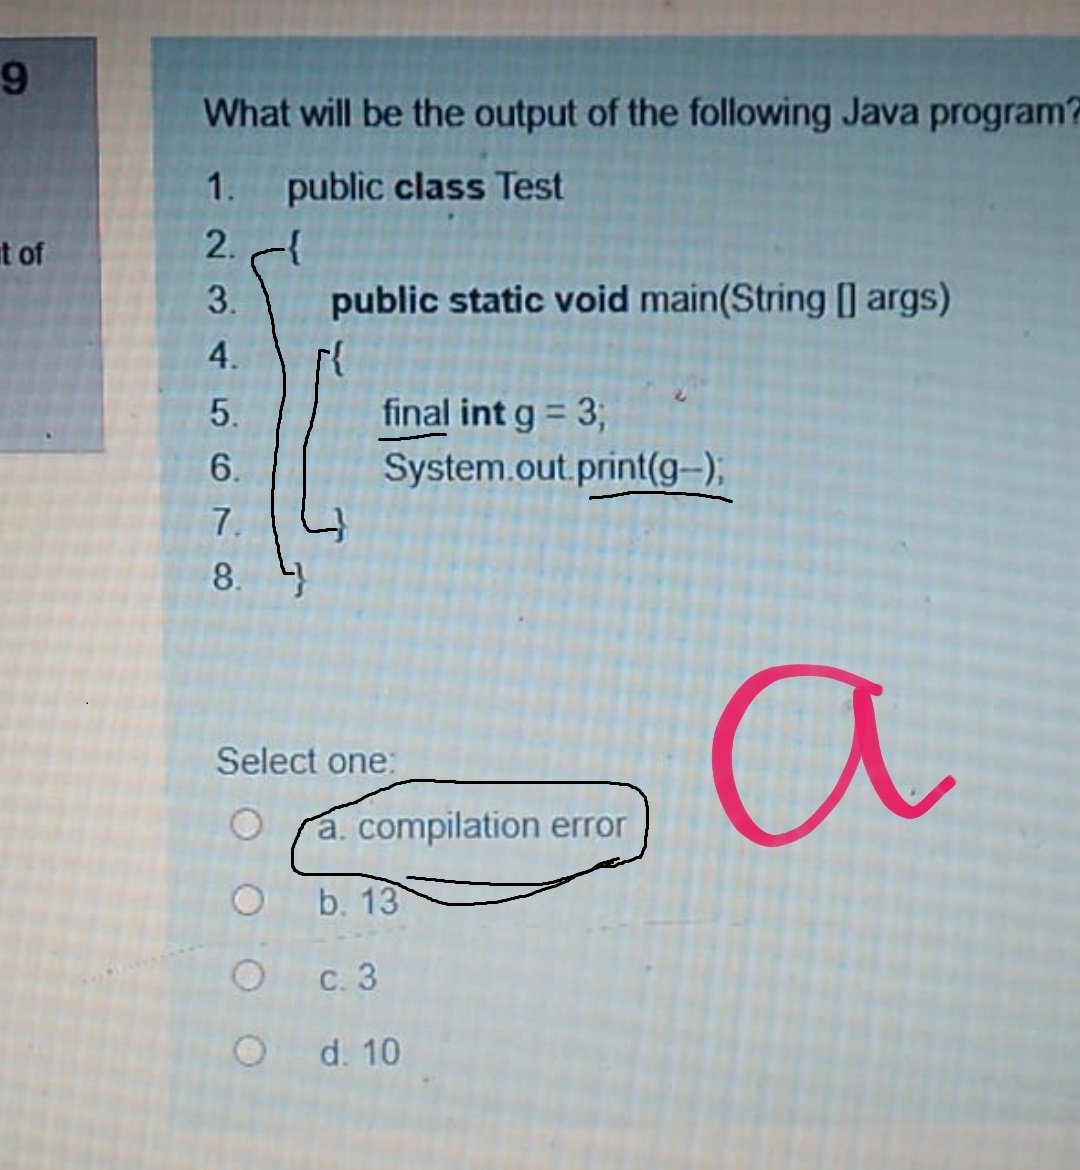 9
t of
What will be the output of the following Java program?
1. public class Test
2. {
3. public static void main(String [] args)
4. {
5. final int g = 3;
6. System.out.print(g--);
7. }
8. }
a
Select one:
a. compilation error
b. 13
c. 3
d. 10